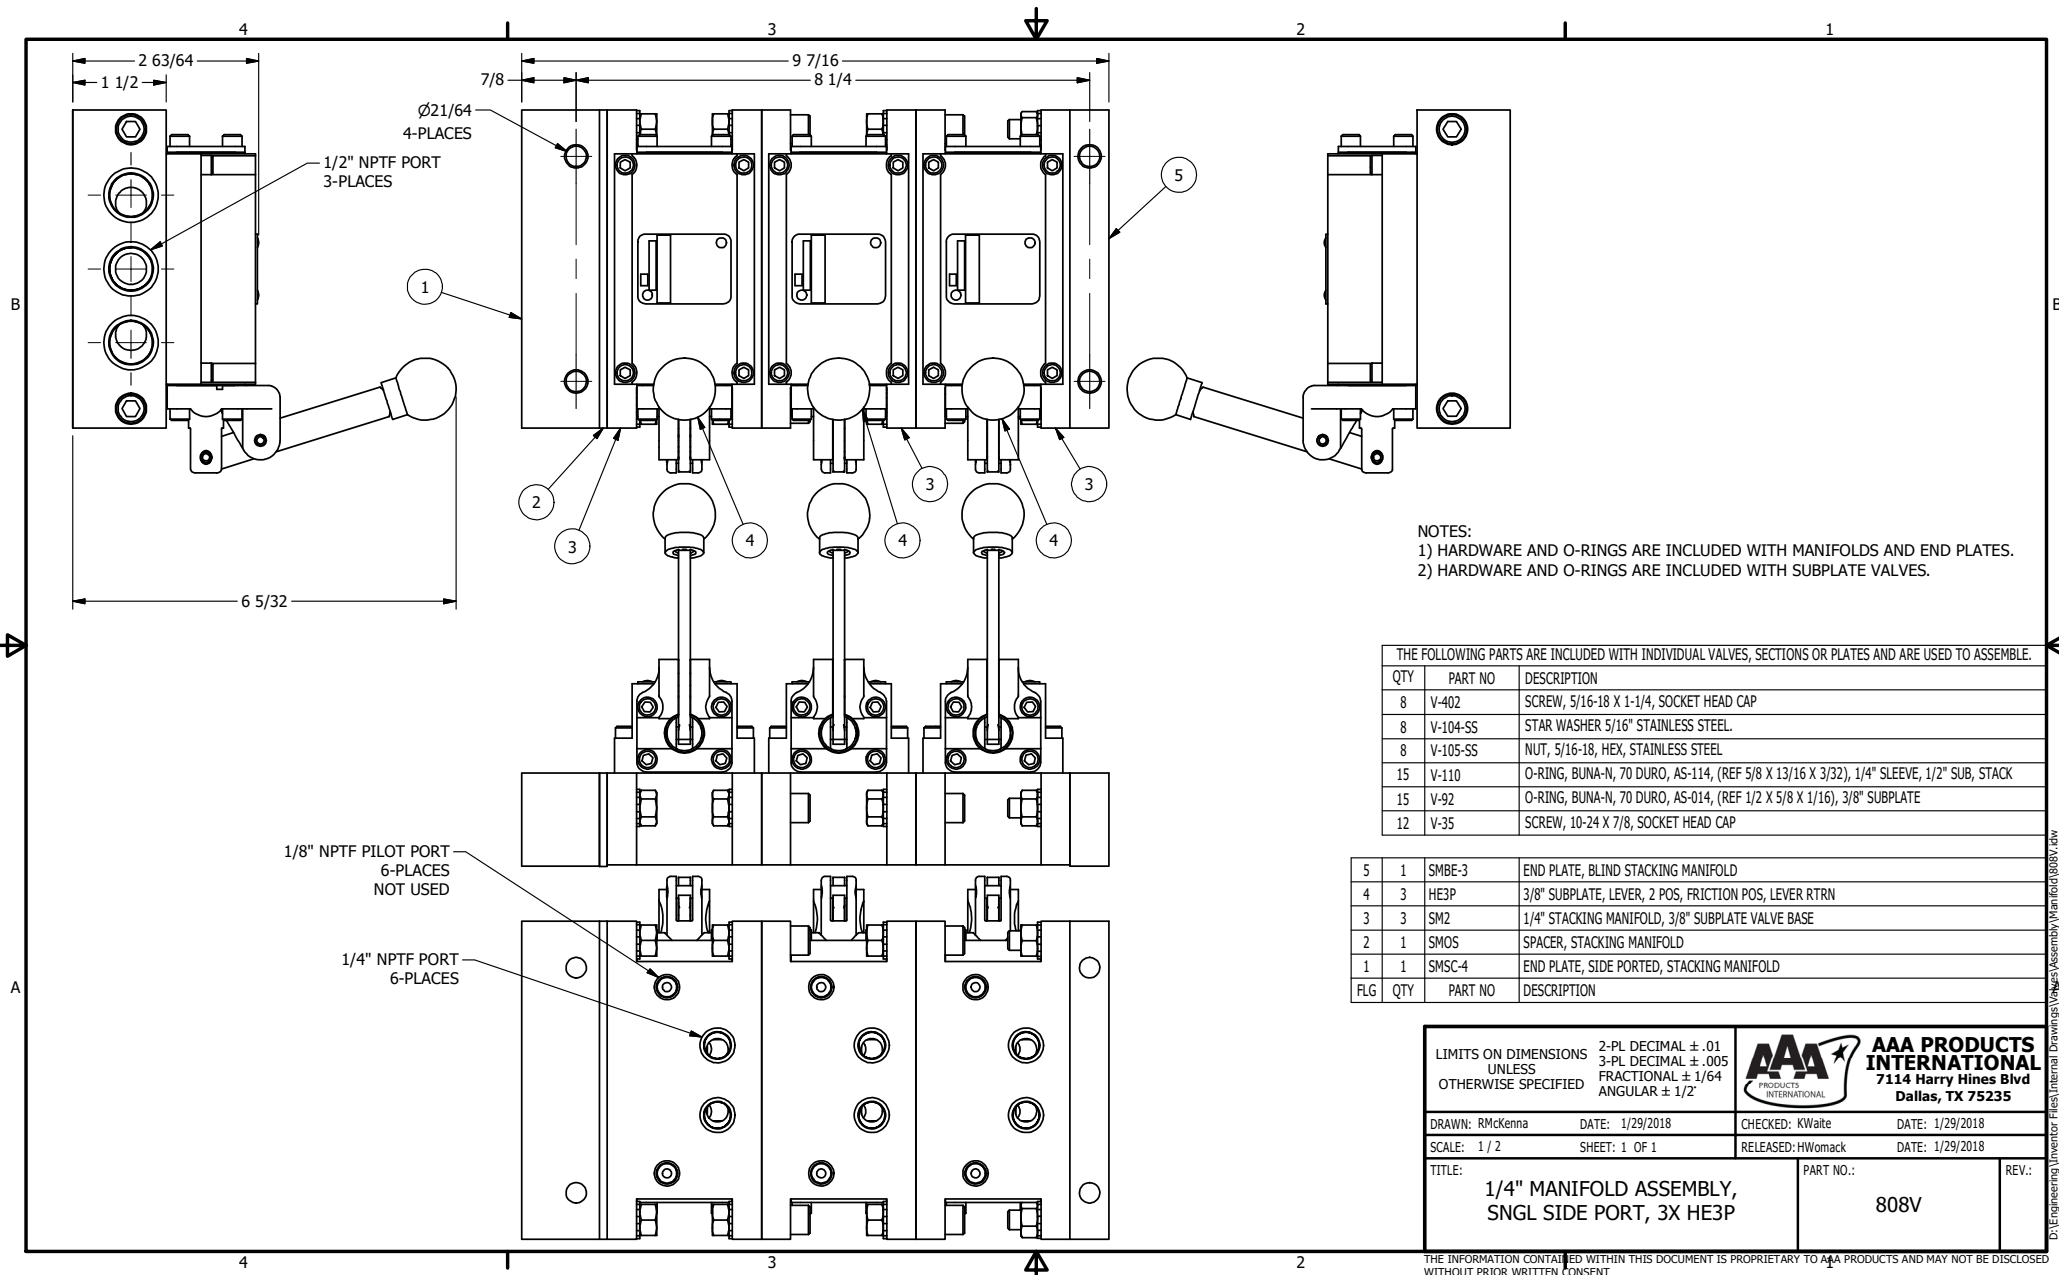 4
3
2
1
2 63/64
1 1/2
9 7/16
7/8
8 1/4
Ø21/64
4-PLACES
1/2" NPTF PORT
3-PLACES
5
1
B
B
2
3
4
4
3
4
3
6 5/32
NOTES:
1) HARDWARE AND O-RINGS ARE INCLUDED WITH MANIFOLDS AND END PLATES.
2) HARDWARE AND O-RINGS ARE INCLUDED WITH SUBPLATE VALVES.
THE FOLLOWING PARTS ARE INCLUDED WITH INDIVIDUAL VALVES, SECTIONS OR PLATES AND ARE USED TO ASSEMBLE.
QTY PART NO DESCRIPTION
8 V-402 SCREW, 5/16-18 X 1-1/4, SOCKET HEAD CAP
8 V-104-SS STAR WASHER 5/16" STAINLESS STEEL.
8 V-105-SS NUT, 5/16-18, HEX, STAINLESS STEEL
15 V-110 O-RING, BUNA-N, 70 DURO, AS-114, (REF 5/8 X 13/16 X 3/32), 1/4" SLEEVE, 1/2" SUB, STACK
15 V-92 O-RING, BUNA-N, 70 DURO, AS-014, (REF 1/2 X 5/8 X 1/16), 3/8" SUBPLATE
12 V-35 SCREW, 10-24 X 7/8, SOCKET HEAD CAP
1/8" NPTF PILOT PORT
6-PLACES
NOT USED
1/4" NPTF PORT
6-PLACES
5 1 SMBE-3 END PLATE, BLIND STACKING MANIFOLD
4 3 HE3P 3/8" SUBPLATE, LEVER, 2 POS, FRICTION POS, LEVER RTRN
3 3 SM2 1/4" STACKING MANIFOLD, 3/8" SUBPLATE VALVE BASE
2 1 SMOS SPACER, STACKING MANIFOLD
1 1 SMSC-4 END PLATE, SIDE PORTED, STACKING MANIFOLD
FLG QTY PART NO DESCRIPTION
A
A
LIMITS ON DIMENSIONS
UNLESS
OTHERWISE SPECIFIED
2-PL DECIMAL ± .01
3-PL DECIMAL ± .005
FRACTIONAL ± 1/64
ANGULAR ± 1/2°
AAA
PRODUCTS
INTERNATIONAL
AAA PRODUCTS
INTERNATIONAL
7114 Harry Hines Blvd
Dallas, TX 75235
DRAWN: RMcKenna DATE: 1/29/2018 CHECKED: KWaite DATE: 1/29/2018
SCALE: 1 / 2 SHEET: 1 OF 1 RELEASED: HWomack DATE: 1/29/2018
TITLE:
1/4" MANIFOLD ASSEMBLY,
SNGL SIDE PORT, 3X HE3P
PART NO.:
808V
REV.:
D:\Engineering\Inventor Files\Internal Drawings\Valves\Assembly\Manifold\808V.idw
4
3
2
1
THE INFORMATION CONTAINED WITHIN THIS DOCUMENT IS PROPRIETARY TO AAA PRODUCTS AND MAY NOT BE DISCLOSED
WITHOUT PRIOR WRITTEN CONSENT